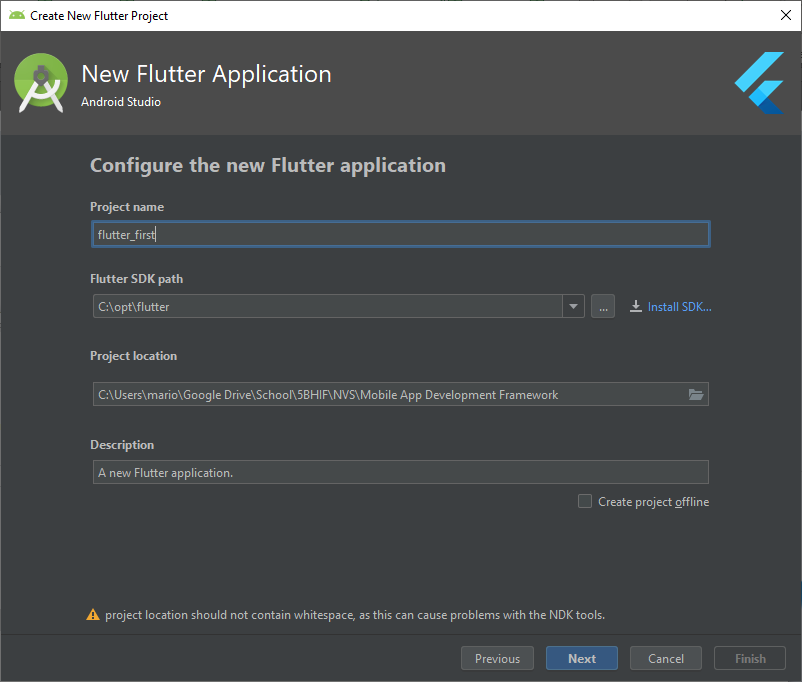 Create New Flutter Project
New Flutter Application
Android Studio
Configure the new Flutter application
Project name
flutter_first
Flutter SDK path
C:\opt\flutter
...
Install SDK...
Project location
C:\Users\mario\Google Drive\School\5BHIF\NVS\Mobile App Development Framework
Description
A new Flutter application.
Create project offline
project location should not contain whitespace, as this can cause problems with the NDK tools.
Previous
Next
Cancel
Finish